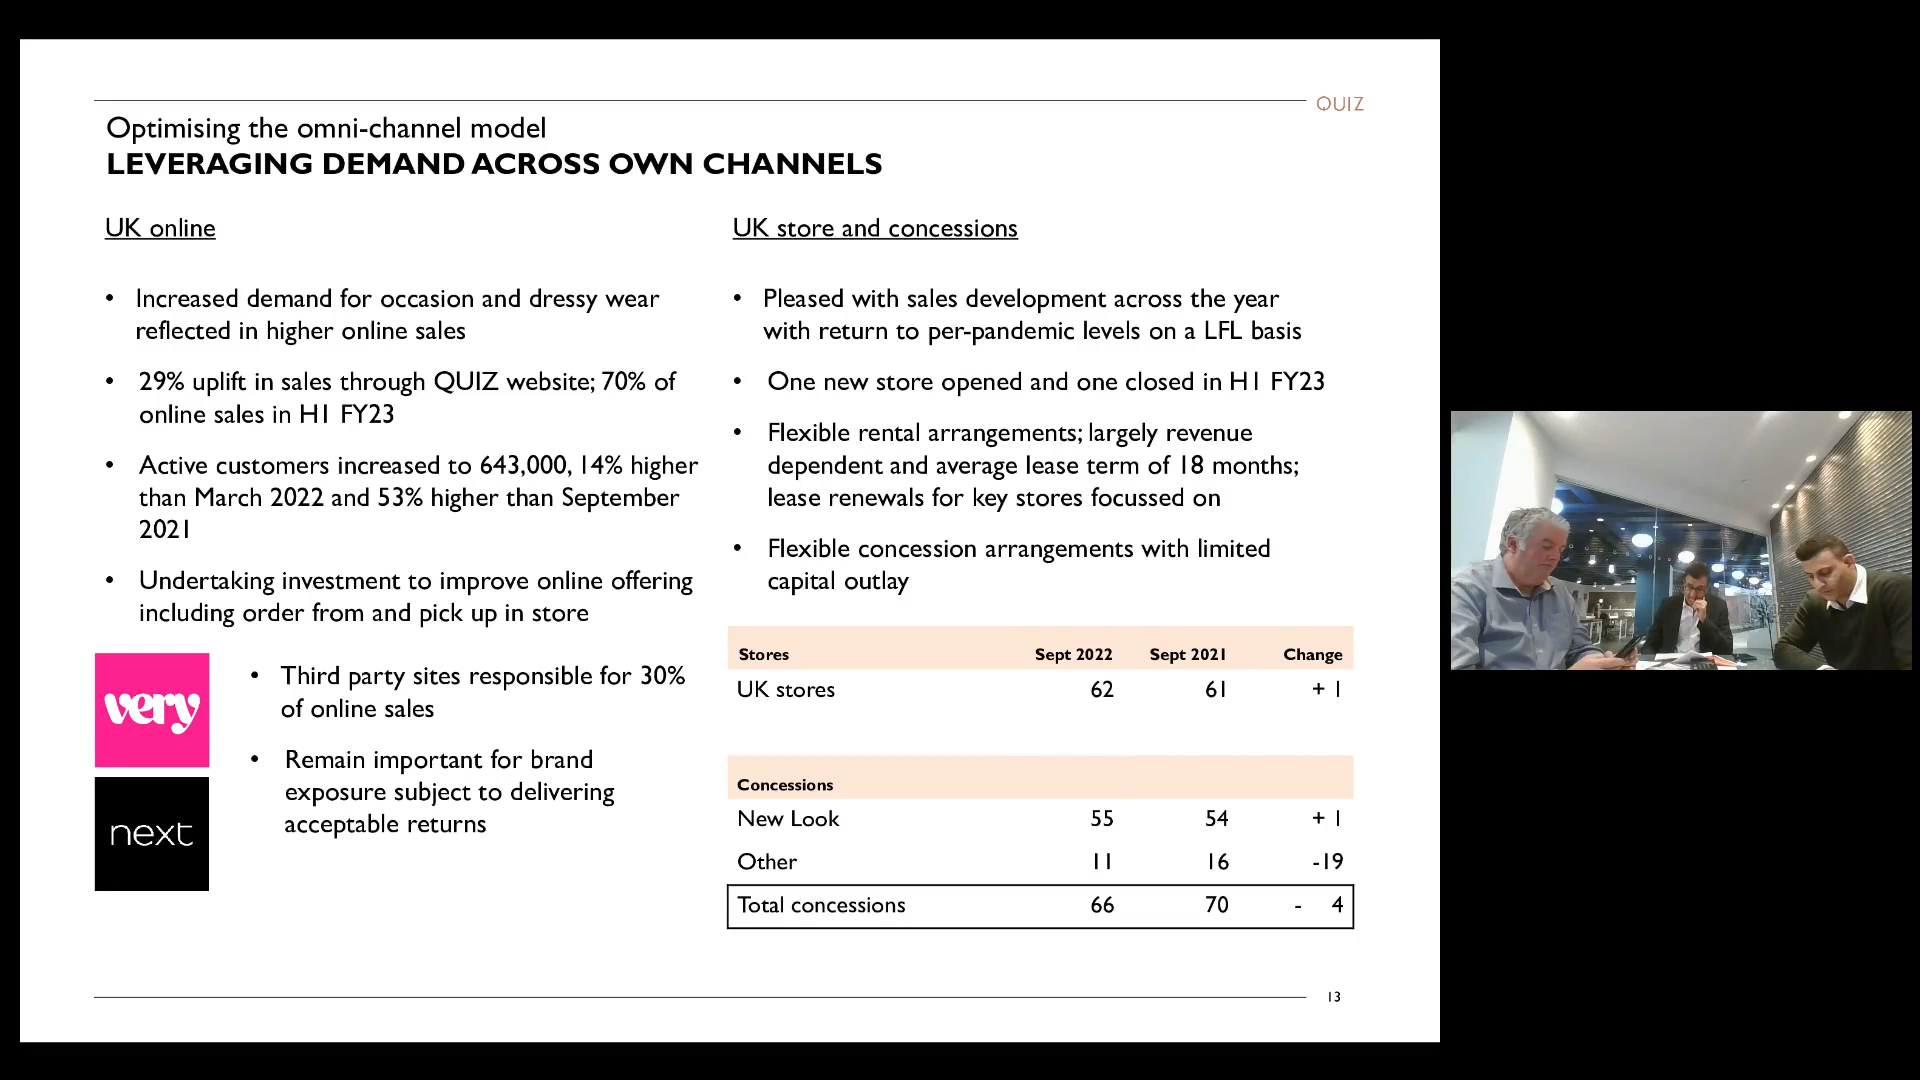 QUIZ
Optimising the omni-channel model
LEVERAGING DEMAND ACROSS OWN CHANNELS
UK online
• Increased demand for occasion and dressy wear
reflected in higher online sales
• 29% uplift in sales through QUIZ website; 70% of
online sales in H1 FY23
• Active customers increased to 643,000, 14% higher
than March 2022 and 53% higher than September
2021
• Undertaking investment to improve online offering
including order from and pick up in store
very
next
• Third party sites responsible for 30%
of online sales
• Remain important for brand
exposure subject to delivering
acceptable returns
UK store and concessions
• Pleased with sales development across the year
with return to per-pandemic levels on a LFL basis
• One new store opened and one closed in H1 FY23
• Flexible rental arrangements; largely revenue
dependent and average lease term of 18 months;
lease renewals for key stores focussed on
• Flexible concession arrangements with limited
capital outlay
Stores Sept 2022 Sept 2021 Change
UK stores 62 61 + 1
Concessions
New Look 55 54 + 1
Other 11 16 -19
Total concessions 66 70 - 4
13